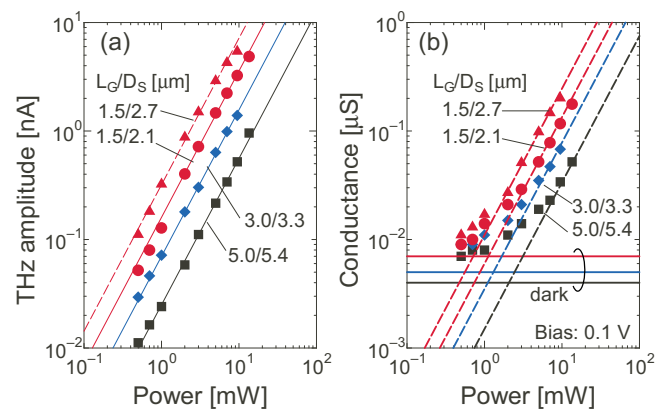 (a)
L_G/D_S [μm]
1.5/2.7
1.5/2.1
3.0/3.3
5.0/5.4
THz amplitude [nA]
10^1
10^0
10^-1
10^-2
10^-1 10^0 10^1 10^2
Power [mW]
(b)
L_G/D_S [μm]
1.5/2.7
1.5/2.1
3.0/3.3
5.0/5.4
dark
Bias: 0.1 V
Conductance [μS]
10^0
10^-1
10^-2
10^-3
10^-1 10^0 10^1 10^2
Power [mW]